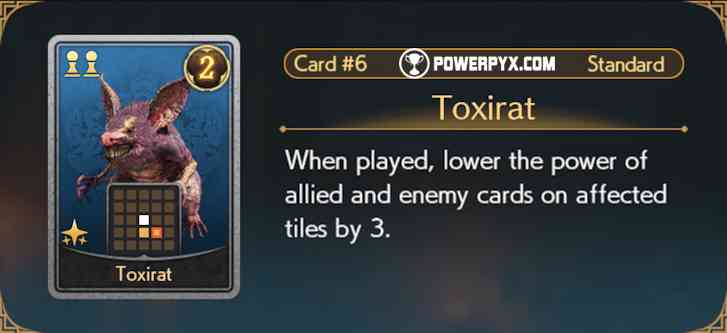 2
Toxirat
Card #6
POWERPYX.COM
Standard
Toxirat
When played, lower the power of
allied and enemy cards on affected
tiles by 3.